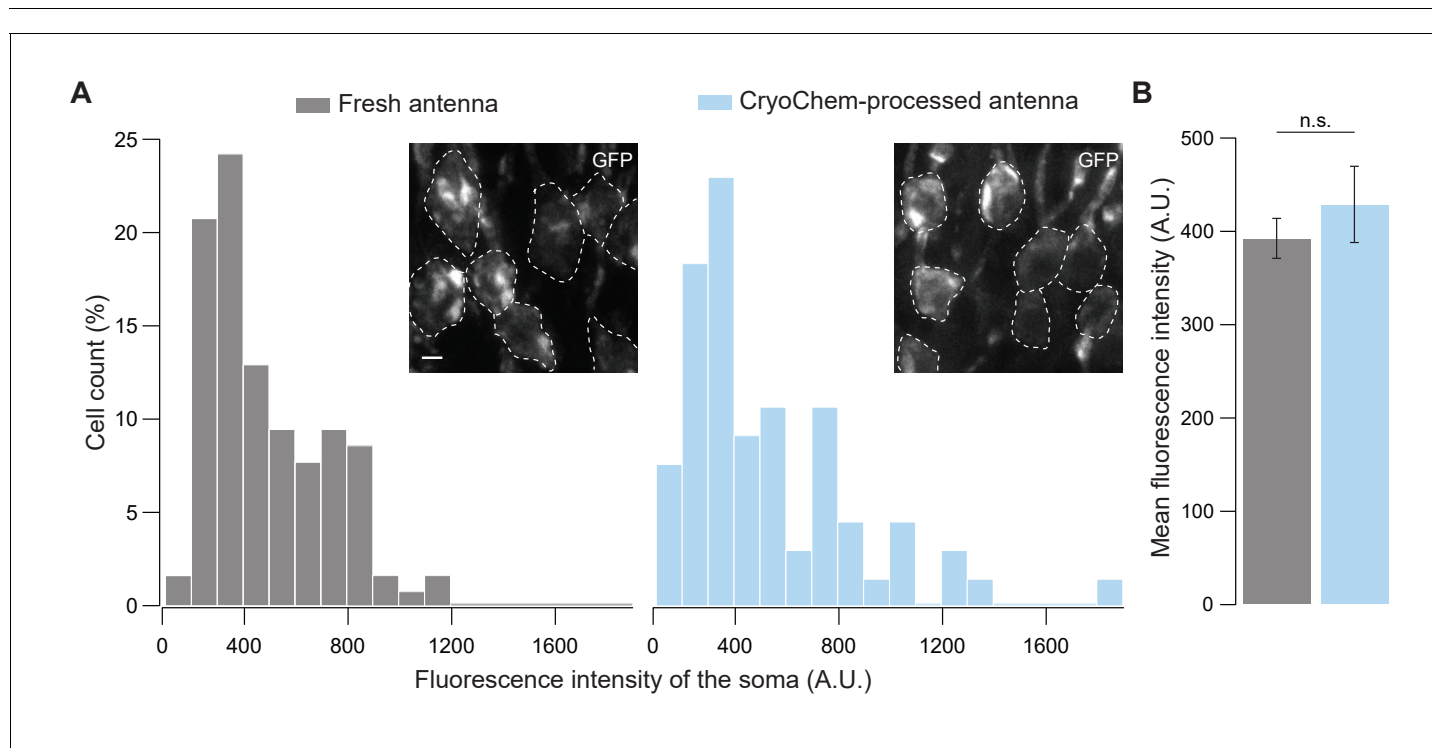 A
Fresh antenna
CryoChem-processed antenna
B
n.s.
GFP
GFP
Cell count (%)
25
20
15
10
5
0
0
400
800
1200
1600
0
400
800
1200
1600
Fluorescence intensity of the soma (A.U.)
Mean fluorescence intensity (A.U.)
500
400
300
200
100
0